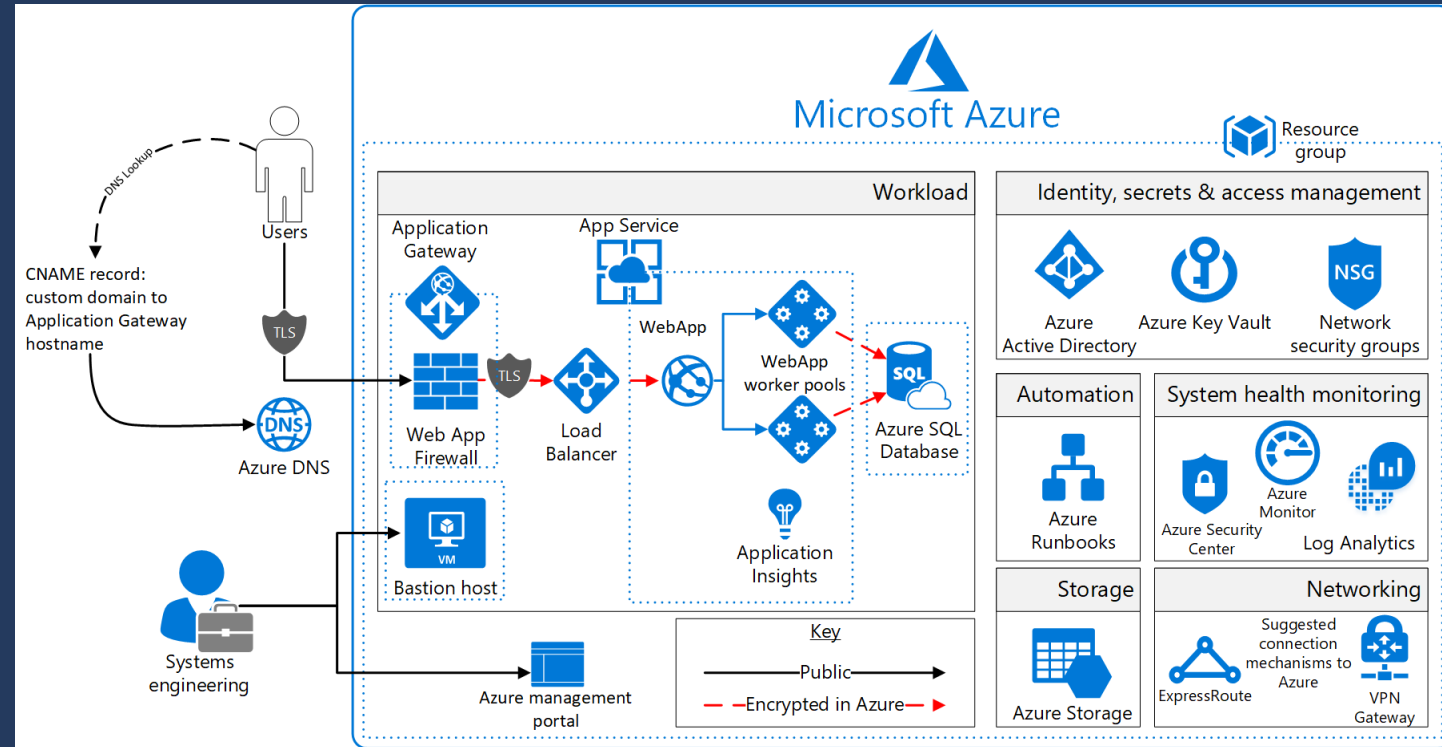 Microsoft Azure
Resource
group
DNS Lookup
Users
CNAME record:
custom domain to
Application Gateway
hostname
TLS
DNS
Azure DNS
Systems
engineering
Workload
Application
Gateway
App Service
WebApp
TLS
Web App
Firewall
Load
Balancer
WebApp
worker pools
SQL
Azure SQL
Database
VM
Bastion host
Application
Insights
Azure management
portal
Key
Public
Encrypted in Azure
Identity, secrets & access management
Azure
Active Directory
Azure Key Vault
NSG
Network
security groups
Automation
Azure
Runbooks
System health monitoring
Azure Security
Center
Azure
Monitor
Log Analytics
Storage
Azure Storage
Networking
ExpressRoute
Suggested
connection
mechanisms to
Azure
VPN
Gateway